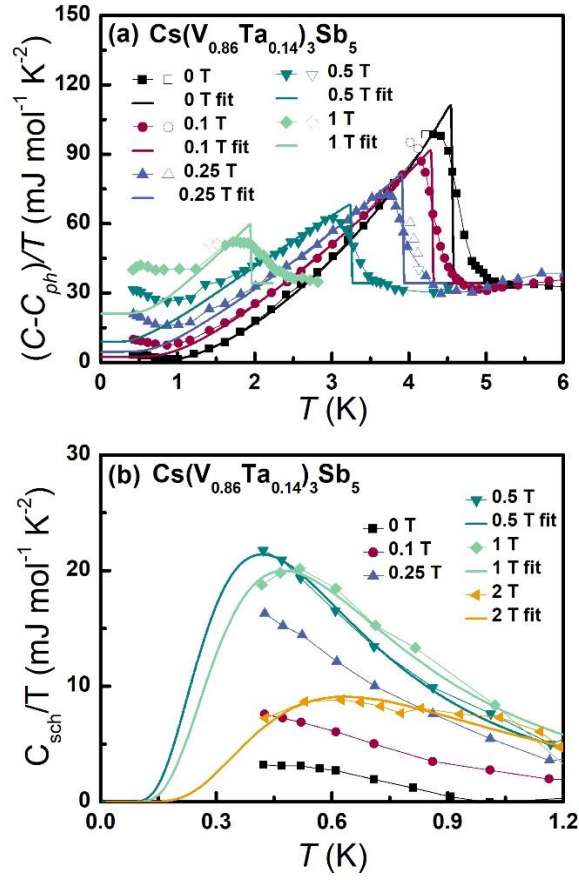 (a) Cs(V0.86Ta0.14)3Sb5
0 T
0 T fit
0.1 T
0.1 T fit
0.25 T
0.25 T fit
0.5 T
0.5 T fit
1 T
1 T fit
150
120
90
60
30
0
(C-Cph)/T (mJ mol-1 K-2)
0 1 2 3 4 5 6
T (K)
(b) Cs(V0.86Ta0.14)3Sb5
0 T
0.1 T
0.25 T
0.5 T
0.5 T fit
1 T
1 T fit
2 T
2 T fit
30
20
10
0
Csch/T (mJ mol-1 K-2)
0.0 0.3 0.6 0.9 1.2
T (K)